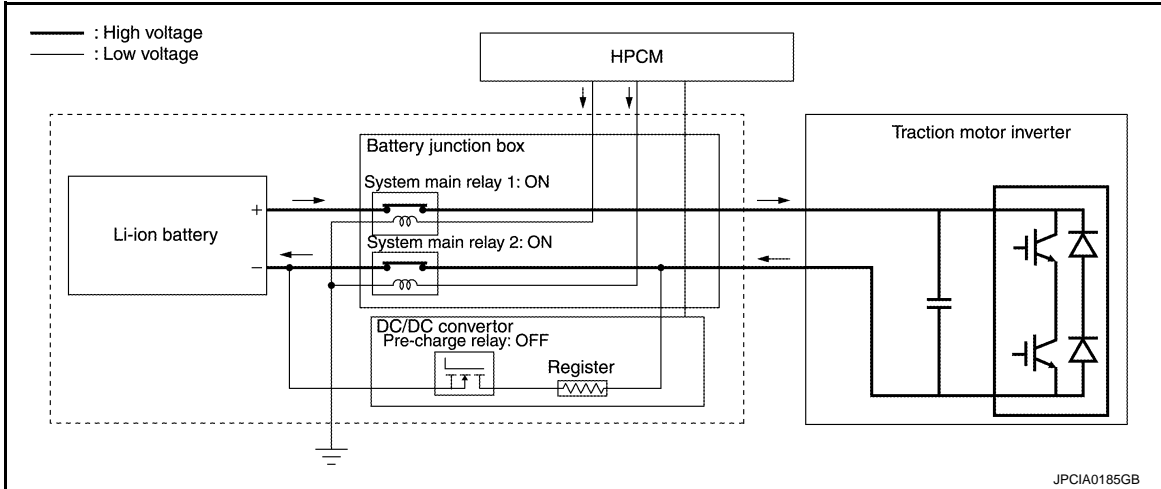 : High voltage
: Low voltage
HPCM
Traction motor inverter
Battery junction box
System main relay 1: ON
+
Li-ion battery
System main relay 2: ON
−
DC/DC convertor
Pre-charge relay: OFF
Register
JPCIA0185GB